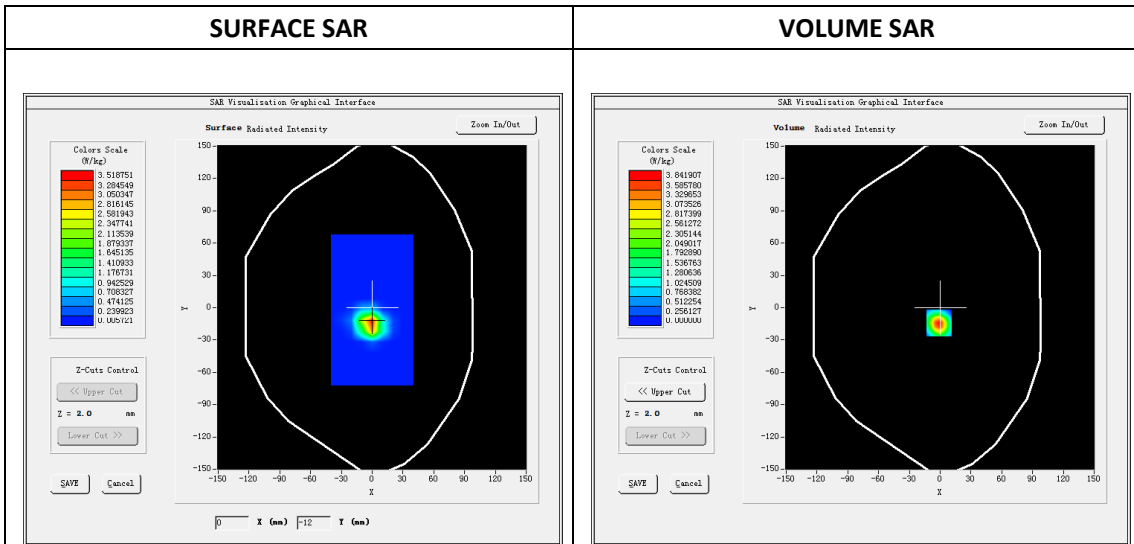 SURFACE SAR
VOLUME SAR
SAR Visualisation Graphical Interface
Surface Radiated Intensity
Zoom In/Out
Colors Scale
(W/kg)
3.518751
3.284549
3.050347
2.816145
2.581943
2.347741
2.113539
1.879337
1.645135
1.410933
1.176731
0.942529
0.708327
0.474125
0.239923
0.005721
Z-Cuts Control
<< Upper Cut
Z = 2.0 mm
Lower Cut >>
SAVE
Cancel
150
120
90
60
30
0
-30
-60
-90
-120
-150
Y
-150 -120 -90 -60 -30 0 30 60 90 120 150
X
0 X (mm) -12 Y (mm)
SAR Visualisation Graphical Interface
Volume Radiated Intensity
Zoom In/Out
Colors Scale
(W/kg)
3.841907
3.585780
3.329653
3.073526
2.817399
2.561272
2.305144
2.049017
1.792890
1.536763
1.280636
1.024509
0.768382
0.512254
0.256127
0.000000
Z-Cuts Control
<< Upper Cut
Z = 2.0 mm
Lower Cut >>
SAVE
Cancel
150
120
90
60
30
0
-30
-60
-90
-120
-150
Y
-150 -120 -90 -60 -30 0 30 60 90 120 150
X